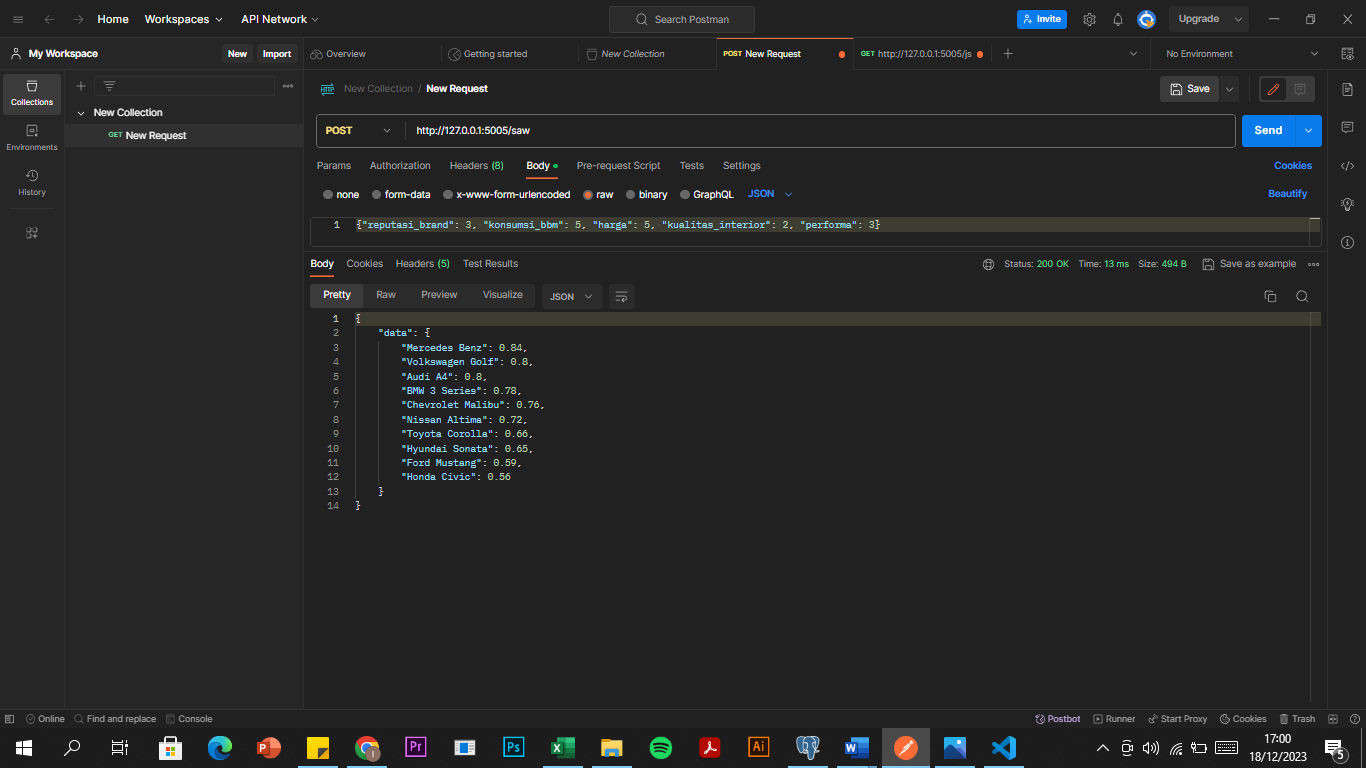 Home Workspaces API Network Search Postman Invite Upgrade
My Workspace New Import Overview Getting started New Collection POST New Request GET http://127.0.0.1:5005/js No Environment
Collections
Environments
History
New Collection
GET New Request
HTTP New Collection / New Request Save
POST http://127.0.0.1:5005/saw Send
Params Authorization Headers (8) Body Pre-request Script Tests Settings Cookies
none form-data x-www-form-urlencoded raw binary GraphQL JSON Beautify
1 {"reputasi_brand": 3, "konsumsi_bbm": 5, "harga": 5, "kualitas_interior": 2, "performa": 3}
Body Cookies Headers (5) Test Results Status: 200 OK Time: 13 ms Size: 494 B Save as example
Pretty Raw Preview Visualize JSON
1 {
2 "data": {
3 "Mercedes Benz": 0.84,
4 "Volkswagen Golf": 0.8,
5 "Audi A4": 0.8,
6 "BMW 3 Series": 0.78,
7 "Chevrolet Malibu": 0.76,
8 "Nissan Altima": 0.72,
9 "Toyota Corolla": 0.66,
10 "Hyundai Sonata": 0.65,
11 "Ford Mustang": 0.59,
12 "Honda Civic": 0.56
13 }
14 }
Online Find and replace Console Postbot Runner Start Proxy Cookies Trash
P I Pr Ps X Ai W 17:00
18/12/2023 5